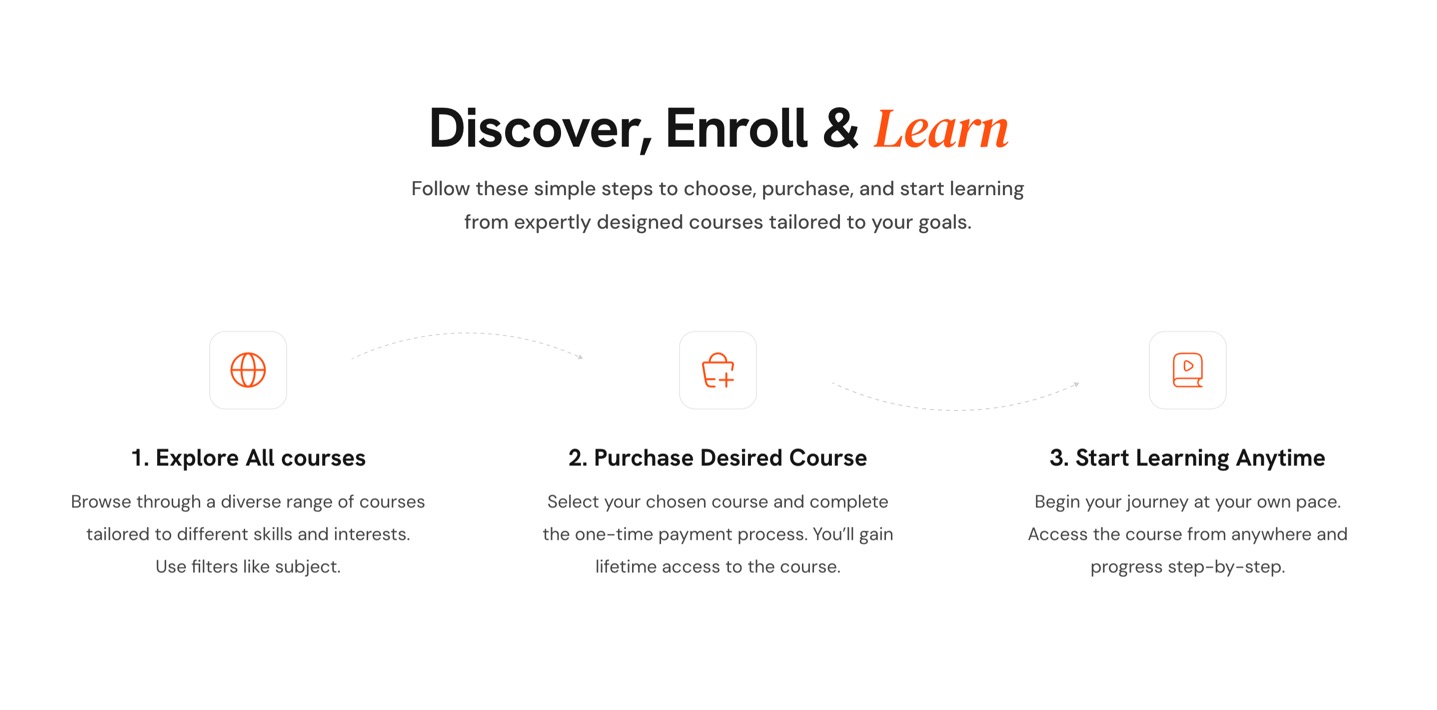 Discover, Enroll & Learn
Follow these simple steps to choose, purchase, and start learning
from expertly designed courses tailored to your goals.
1. Explore All courses
Browse through a diverse range of courses
tailored to different skills and interests.
Use filters like subject.
2. Purchase Desired Course
Select your chosen course and complete
the one-time payment process. You’ll gain
lifetime access to the course.
3. Start Learning Anytime
Begin your journey at your own pace.
Access the course from anywhere and
progress step-by-step.